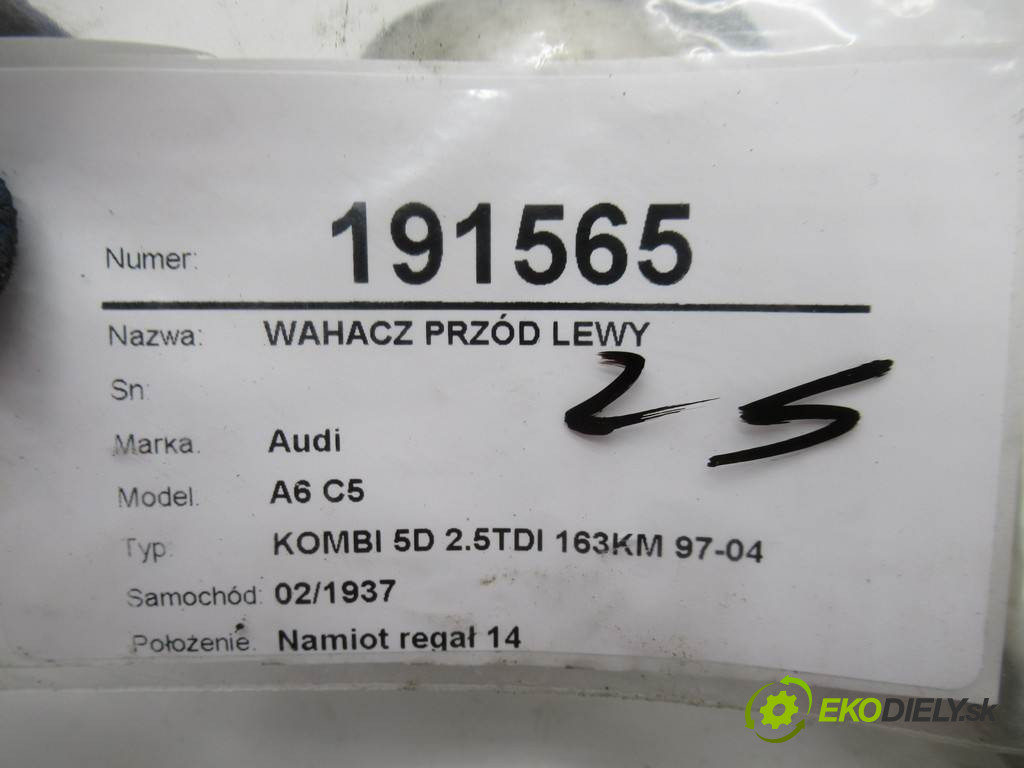 Numer: 191565
Nazwa: WAHACZ PRZÓD LEWY
25
Sn:
Marka: Audi
Model: A6 C5
Typ: KOMBI 5D 2.5TDI 163KM 97-04
Samochód: 02/1937
Położenie: Namiot regał 14
EKODIELY.sk